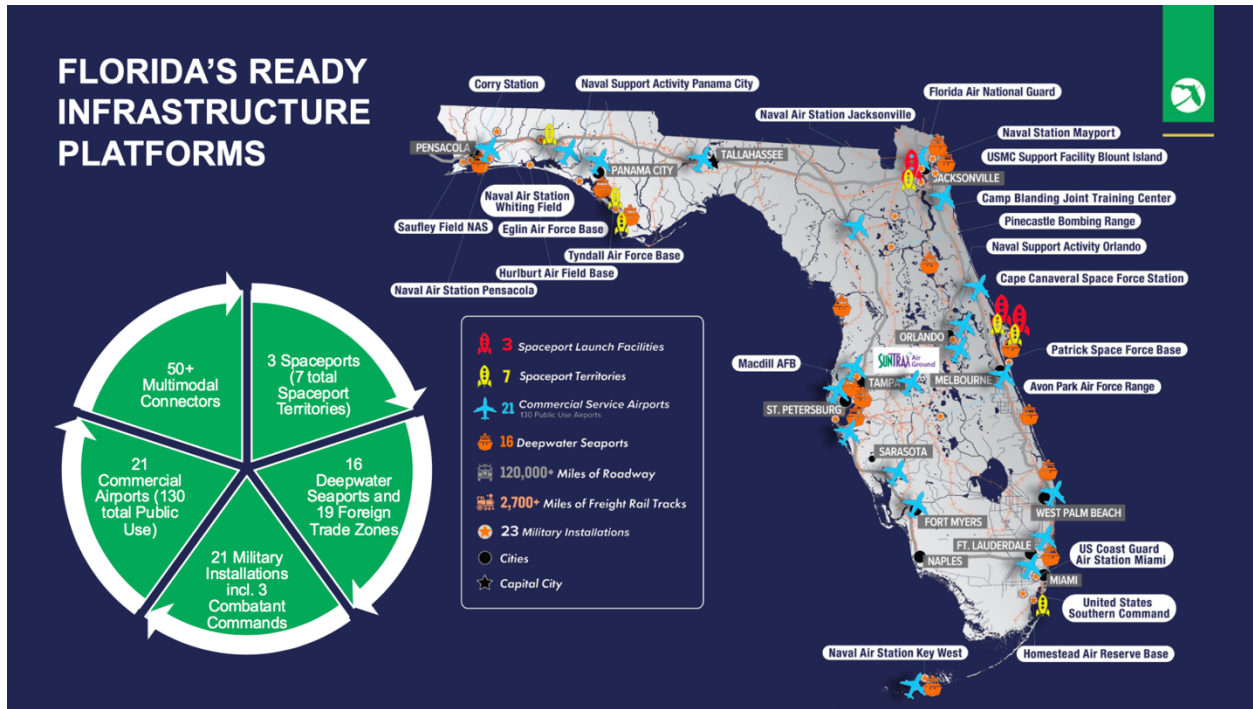 FLORIDA'S READY
INFRASTRUCTURE
PLATFORMS
Corry Station
Naval Support Activity Panama City
Florida Air National Guard
Naval Air Station Jacksonville
Naval Station Mayport
USMC Support Facility Blount Island
PENSACOLA
TALLAHASSEE
PANAMA CITY
JACKSONVILLE
Camp Blanding Joint Training Center
Naval Air Station
Whiting Field
Pinecastle Bombing Range
Saufley Field NAS
Eglin Air Force Base
Naval Support Activity Orlando
Tyndall Air Force Base
Hurlburt Air Field Base
Cape Canaveral Space Force Station
Naval Air Station Pensacola
ORLANDO
Patrick Space Force Base
Macdill AFB
SUNTRAX Air
Ground
TAMPA
MELBOURNE
Avon Park Air Force Range
ST. PETERSBURG
SARASOTA
WEST PALM BEACH
FORT MYERS
FT. LAUDERDALE
US Coast Guard
Air Station Miami
NAPLES
MIAMI
United States
Southern Command
Naval Air Station Key West
Homestead Air Reserve Base
50+
Multimodal
Connectors
3 Spaceports
(7 total
Spaceport
Territories)
16
Deepwater
Seaports and
19 Foreign
Trade Zones
21 Military
Installations
incl. 3
Combatant
Commands
21
Commercial
Airports (130
total Public
Use)
3 Spaceport Launch Facilities
7 Spaceport Territories
21 Commercial Service Airports
130 Public Use Airports
16 Deepwater Seaports
120,000+ Miles of Roadway
2,700+ Miles of Freight Rail Tracks
23 Military Installations
Cities
Capital City